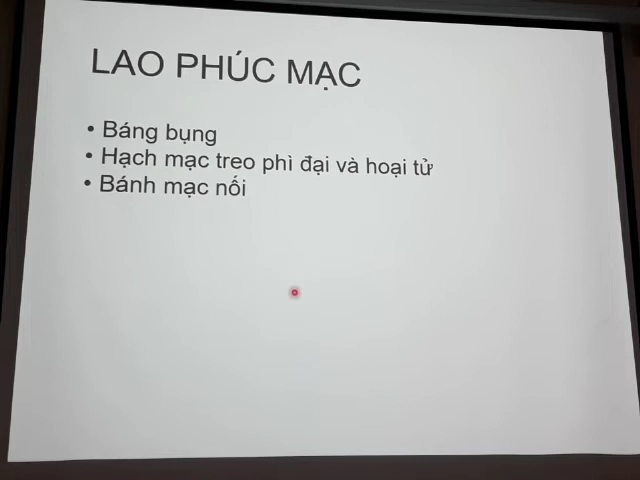 LAO PHÚC MẠC
• Báng bụng
• Hạch mạc treo phì đại và hoại tử
• Bánh mạc nối